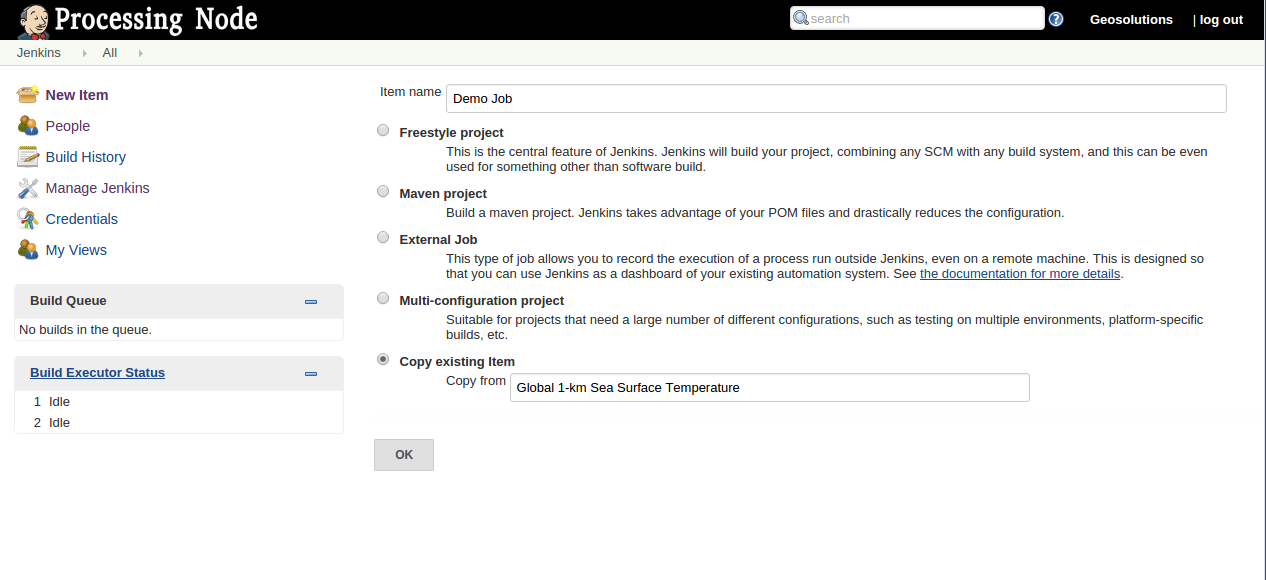 Processing Node
search
Geosolutions
| log out
Jenkins
All
New Item
People
Build History
Manage Jenkins
Credentials
My Views
Build Queue
No builds in the queue.
Build Executor Status
1 Idle
2 Idle
Item name Demo Job
Freestyle project
This is the central feature of Jenkins. Jenkins will build your project, combining any SCM with any build system, and this can be even
used for something other than software build.
Maven project
Build a maven project. Jenkins takes advantage of your POM files and drastically reduces the configuration.
External Job
This type of job allows you to record the execution of a process run outside Jenkins, even on a remote machine. This is designed so
that you can use Jenkins as a dashboard of your existing automation system. See the documentation for more details.
Multi-configuration project
Suitable for projects that need a large number of different configurations, such as testing on multiple environments, platform-specific
builds, etc.
Copy existing Item
Copy from Global 1-km Sea Surface Temperature
OK